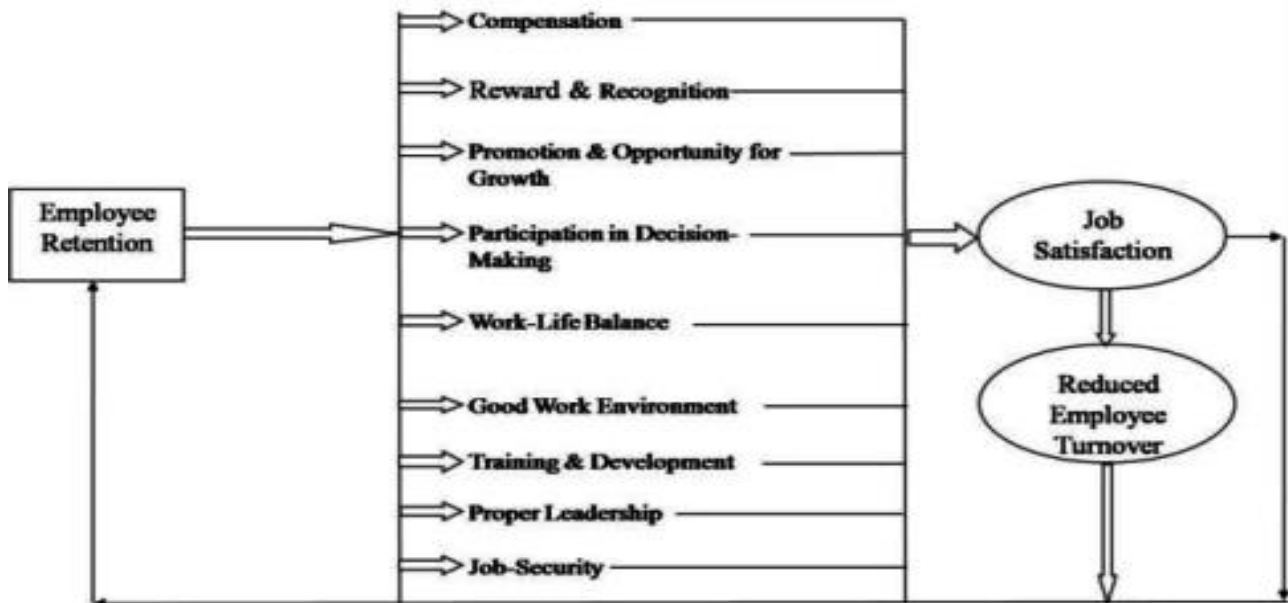 Compensation
Reward & Recognition
Promotion & Opportunity for
Growth
Employee
Retention
Participation in Decision-
Making
Job
Satisfaction
Work-Life Balance
Good Work Environment
Reduced
Employee
Turnover
Training & Development
Proper Leadership
Job-Security